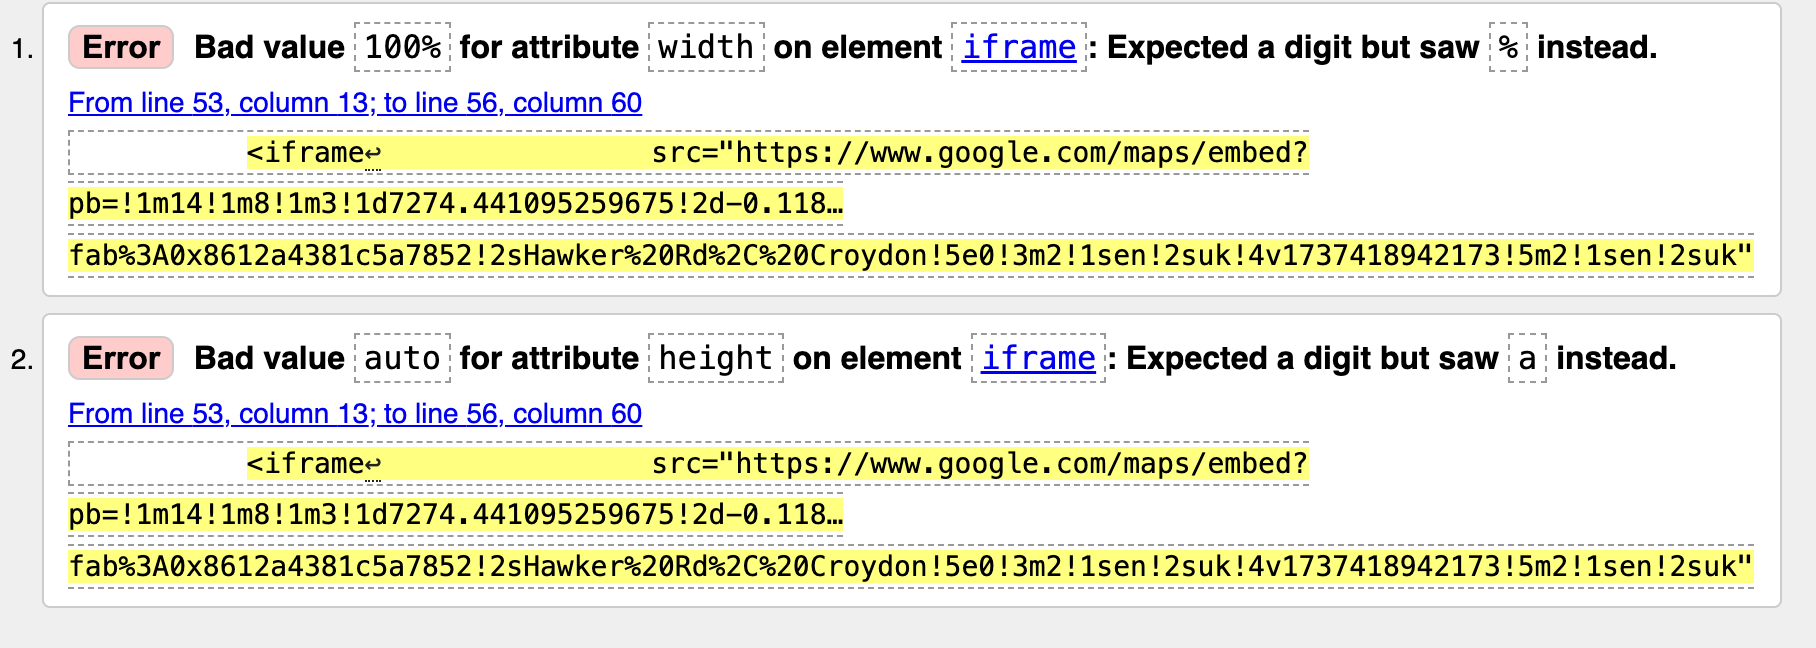 1. Error Bad value 100% for attribute width on element iframe: Expected a digit but saw % instead.
From line 53, column 13; to line 56, column 60
<iframe↩ src="https://www.google.com/maps/embed?
pb=!1m14!1m8!1m3!1d7274.441095259675!2d-0.118…
fab%3A0x8612a4381c5a7852!2sHawker%20Rd%2C%20Croydon!5e0!3m2!1sen!2suk!4v1737418942173!5m2!1sen!2suk"
2. Error Bad value auto for attribute height on element iframe: Expected a digit but saw a instead.
From line 53, column 13; to line 56, column 60
<iframe↩ src="https://www.google.com/maps/embed?
pb=!1m14!1m8!1m3!1d7274.441095259675!2d-0.118…
fab%3A0x8612a4381c5a7852!2sHawker%20Rd%2C%20Croydon!5e0!3m2!1sen!2suk!4v1737418942173!5m2!1sen!2suk"